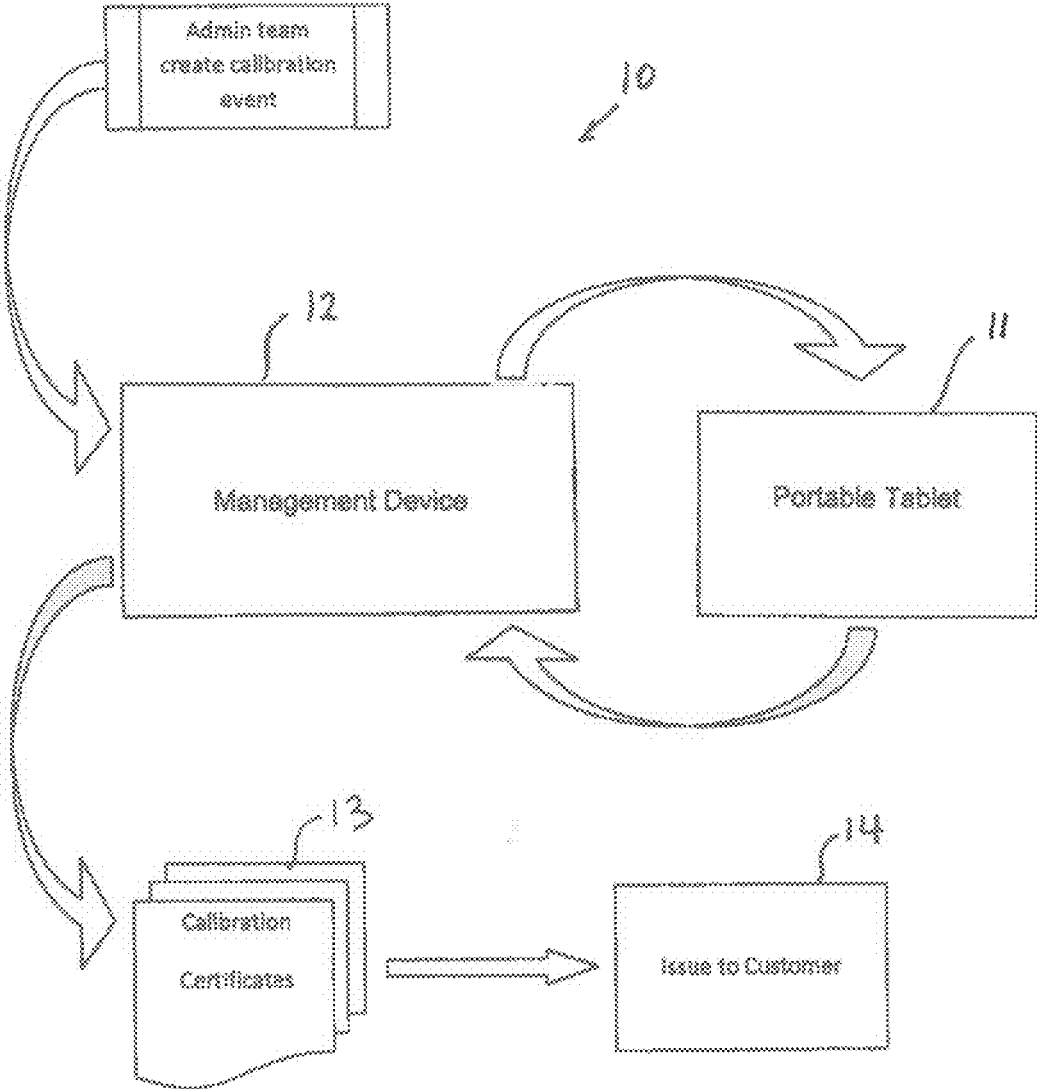 Admin team
create calibration
event
10
12
11
Management Device
Portable Tablet
13
14
Calibration
Certificates
Issue to Customer